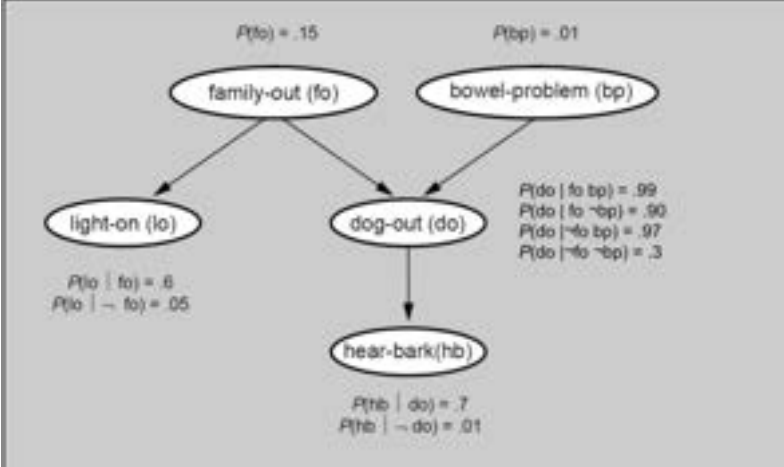 P(fo) = .15
P(bp) = .01
family-out (fo)
bowel-problem (bp)
light-on (lo)
dog-out (do)
P(do | fo bp) = .99
P(do | fo ¬bp) = .90
P(do |¬fo bp) = .97
P(do |¬fo ¬bp) = .3
P(lo | fo) = .6
P(lo | ¬ fo) = .05
hear-bark(hb)
P(hb | do) = .7
P(hb | ¬ do) = .01